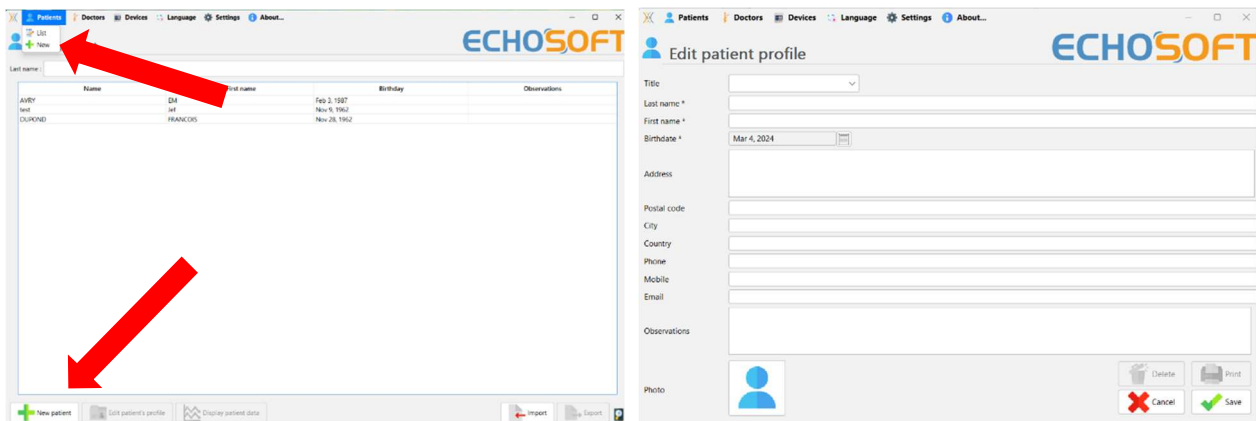 Patients Doctors Devices Language Settings About...
List
New
ECHOSOFT
Last name :
Name First name Birthday Observations
AVRY EM Feb 3, 1987
test Jef Nov 9, 1962
DUPOND FRANCOIS Nov 28, 1962
New patient Edit patient's profile Display patient data Import Export
Patients Doctors Devices Language Settings About...
Edit patient profile
ECHOSOFT
Title
Last name *
First name *
Birthdate * Mar 4, 2024
Address
Postal code
City
Country
Phone
Mobile
Email
Observations
Photo
Delete Print
Cancel Save